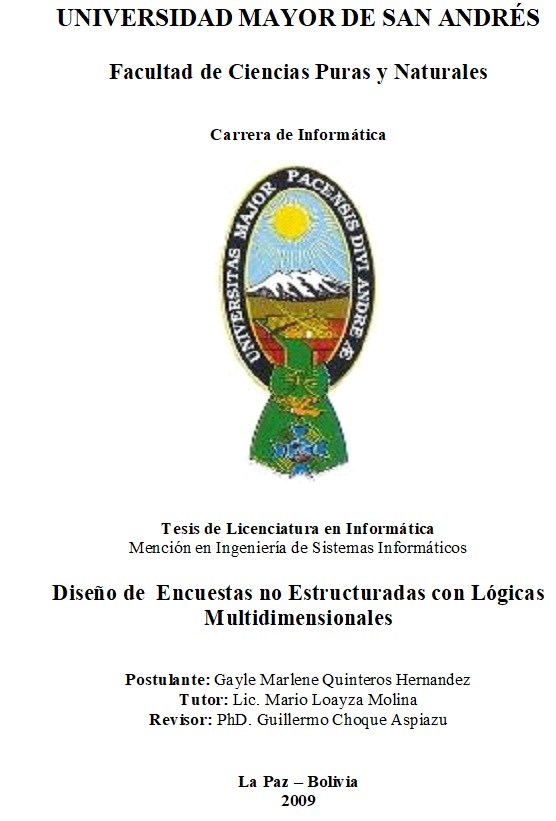 UNIVERSIDAD MAYOR DE SAN ANDRÉS
Facultad de Ciencias Puras y Naturales
Carrera de Informática
UNIVERSITAS MAJOR PACENSIS DIVI ANDRE Æ
Tesis de Licenciatura en Informática
Mención en Ingeniería de Sistemas Informáticos
Diseño de Encuestas no Estructuradas con Lógicas
Multidimensionales
Postulante: Gayle Marlene Quinteros Hernandez
Tutor: Lic. Mario Loayza Molina
Revisor: PhD. Guillermo Choque Aspiazu
La Paz – Bolivia
2009